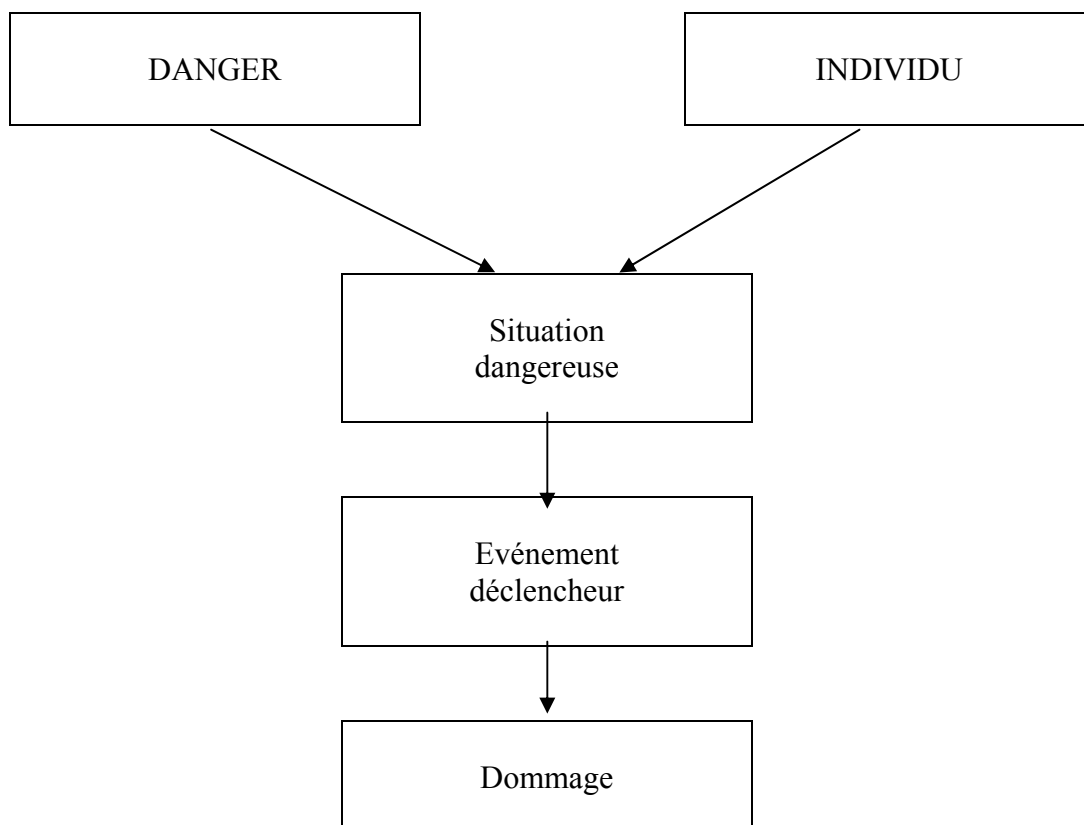 DANGER
INDIVIDU
Situation
dangereuse
Evénement
déclencheur
Dommage